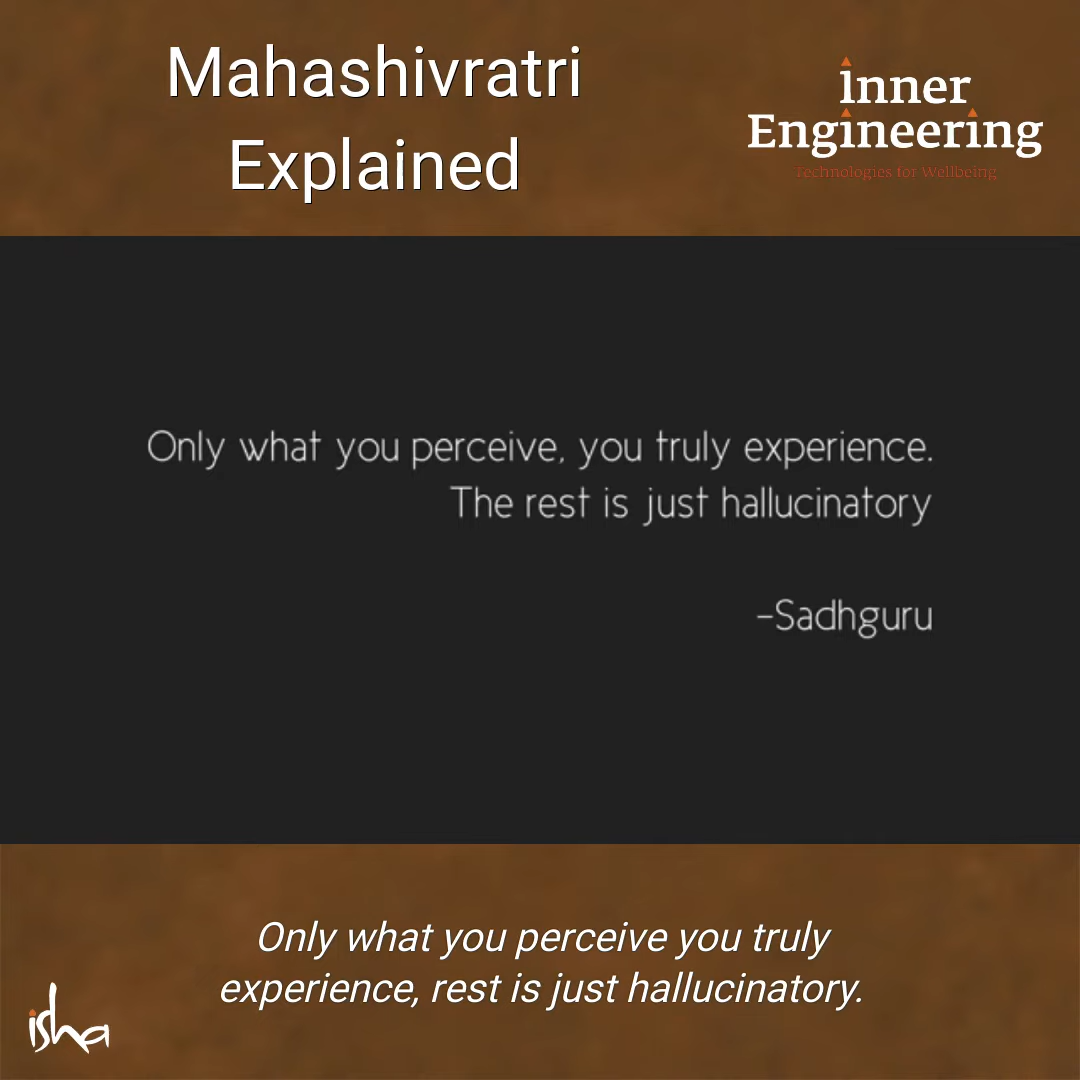 Mahashivratri
Explained
inner
Engineering
Technologies for Wellbeing
Only what you perceive, you truly experience.
The rest is just hallucinatory
-Sadhguru
Only what you perceive you truly
experience, rest is just hallucinatory.
isha